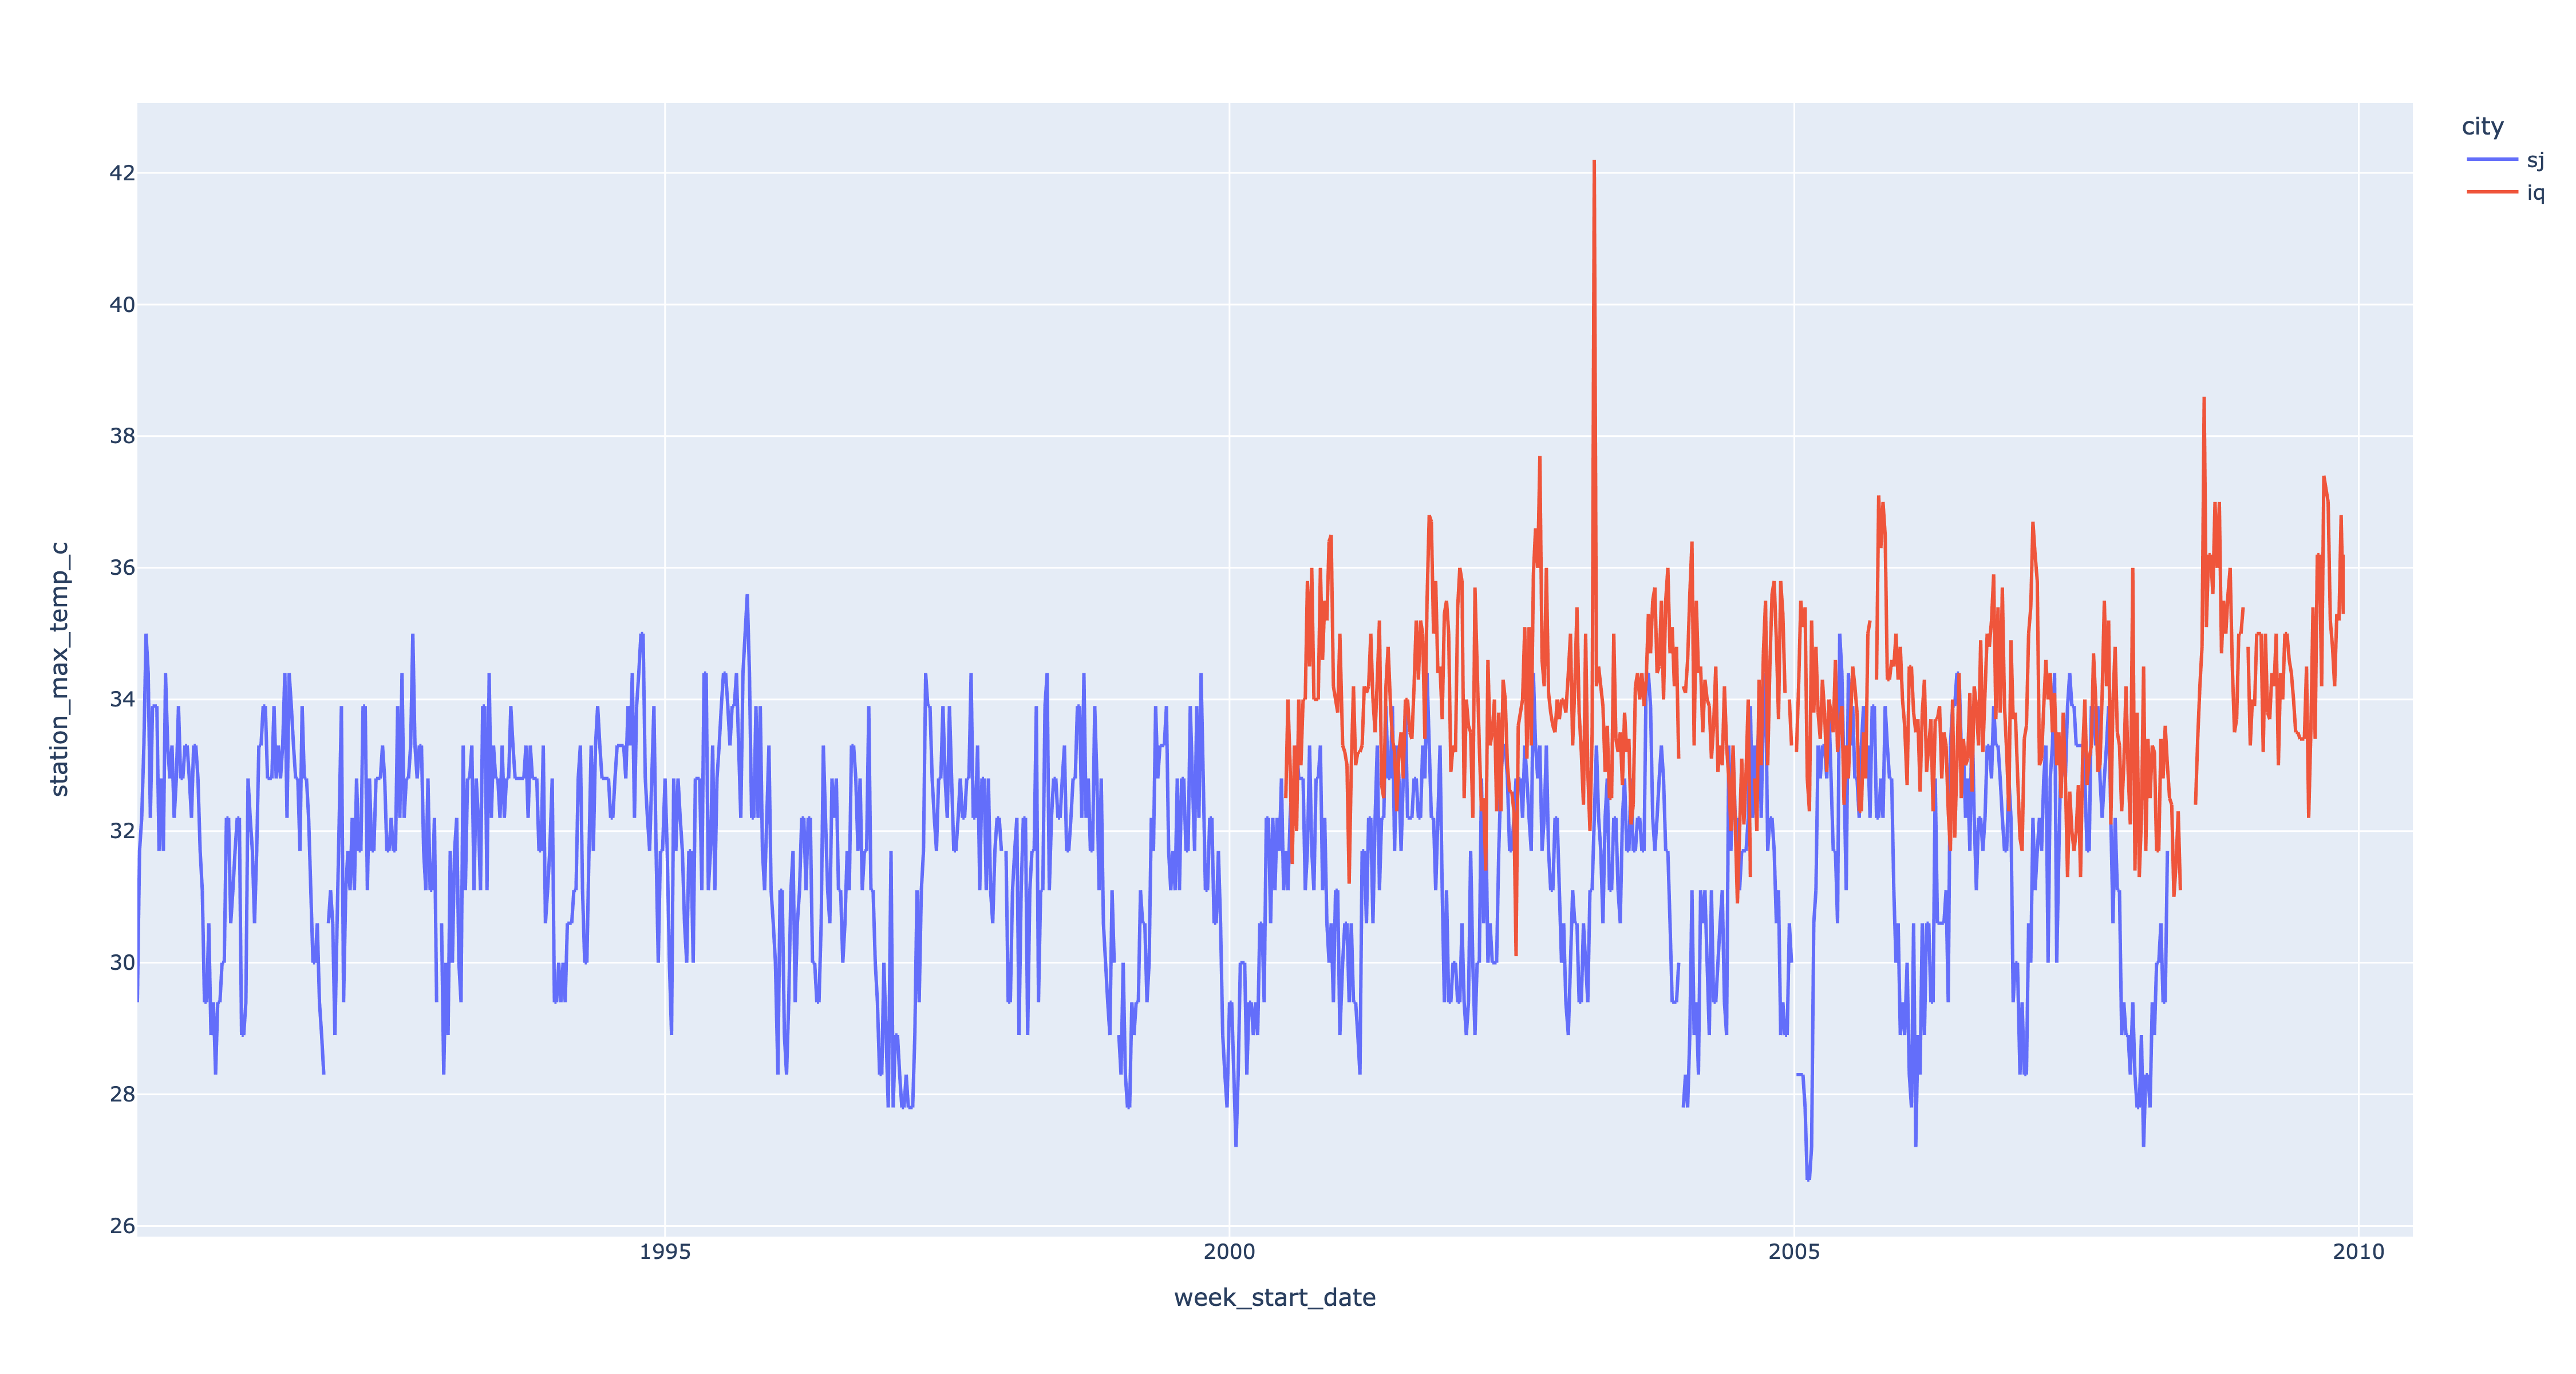 city
sj
iq
42
40
38
36
34
32
30
28
26
station_max_temp_c
1995
2000
2005
2010
week_start_date